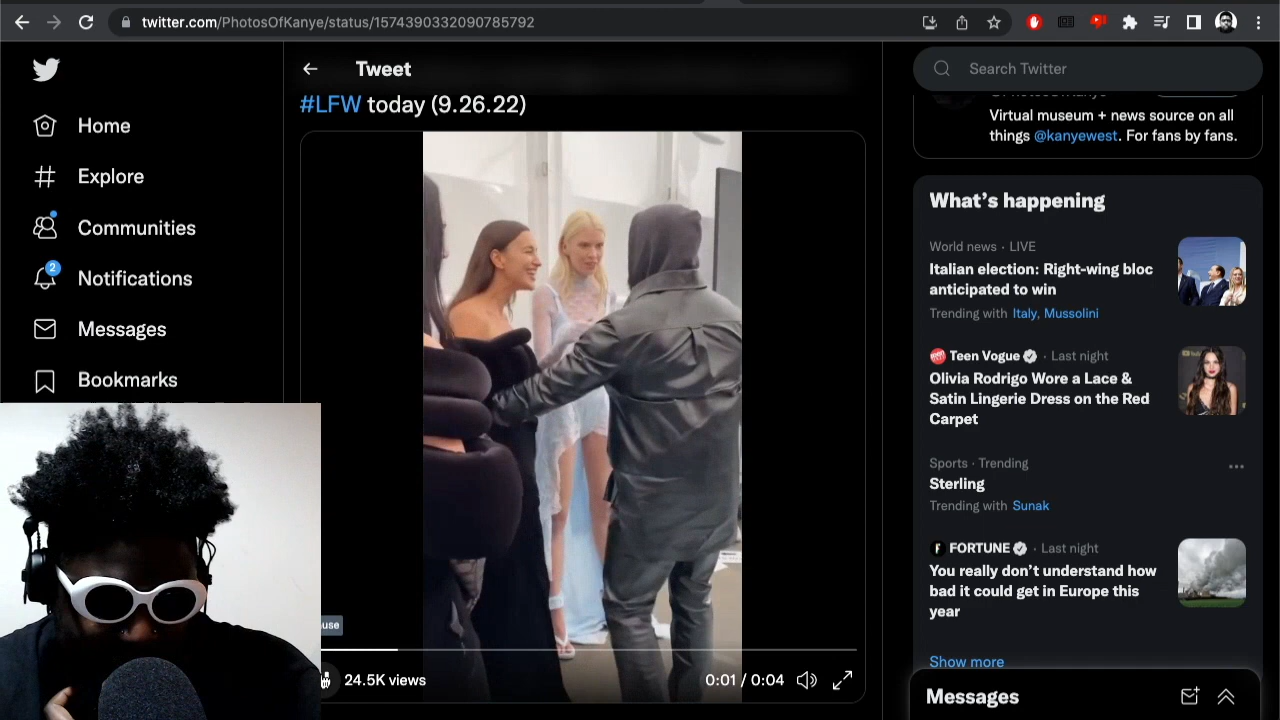 twitter.com/PhotosOfKanye/status/1574390332090785792
Home
Explore
Communities
2
Notifications
Messages
Bookmarks
Tweet
#LFW today (9.26.22)
use
24.5K views
0:01 / 0:04
Search Twitter
Virtual museum + news source on all
things @kanyewest. For fans by fans.
What's happening
World news · LIVE
Italian election: Right-wing bloc
anticipated to win
Trending with Italy, Mussolini
Teen Vogue · Last night
Olivia Rodrigo Wore a Lace &
Satin Lingerie Dress on the Red
Carpet
Sports · Trending
Sterling
Trending with Sunak
FORTUNE · Last night
You really don't understand how
bad it could get in Europe this
year
Show more
Messages